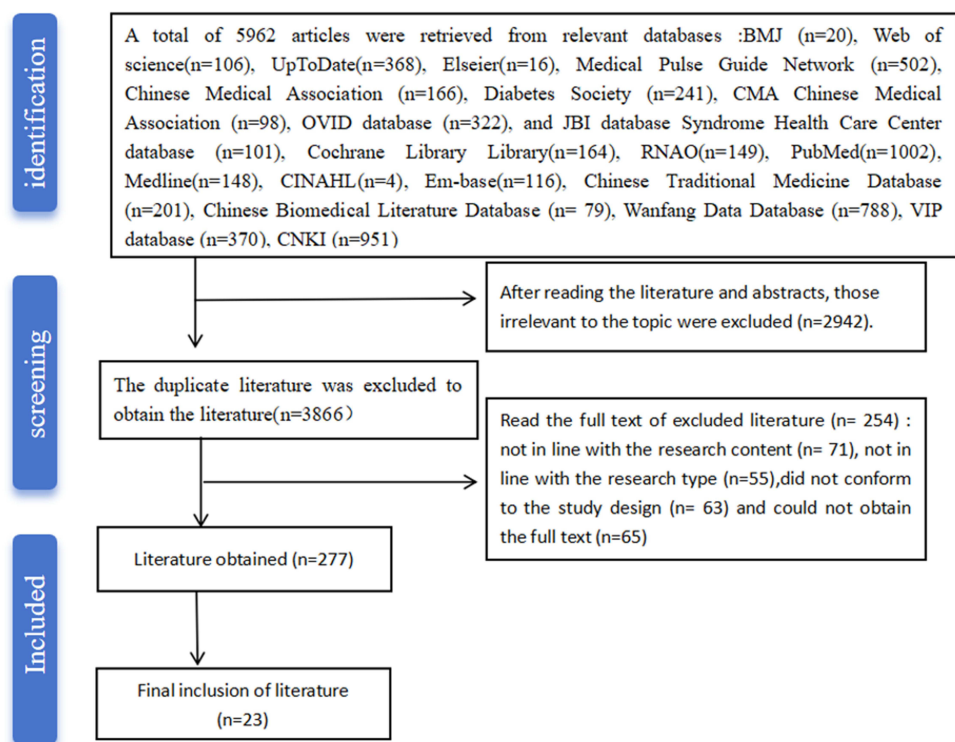 identification
A total of 5962 articles were retrieved from relevant databases :BMJ (n=20), Web of
science(n=106), UpToDate(n=368), Elseier(n=16), Medical Pulse Guide Network (n=502),
Chinese Medical Association (n=166), Diabetes Society (n=241), CMA Chinese Medical
Association (n=98), OVID database (n=322), and JBI database Syndrome Health Care Center
database (n=101), Cochrane Library Library(n=164), RNAO(n=149), PubMed(n=1002),
Medline(n=148), CINAHL(n=4), Em-base(n=116), Chinese Traditional Medicine Database
(n=201), Chinese Biomedical Literature Database (n= 79), Wanfang Data Database (n=788), VIP
database (n=370), CNKI (n=951)
screening
After reading the literature and abstracts, those
irrelevant to the topic were excluded (n=2942).
The duplicate literature was excluded to
obtain the literature(n=3866）
Read the full text of excluded literature (n= 254) :
not in line with the research content (n= 71), not in
line with the research type (n=55),did not conform
to the study design (n= 63) and could not obtain
the full text (n=65)
Included
Literature obtained (n=277)
Final inclusion of literature
(n=23)